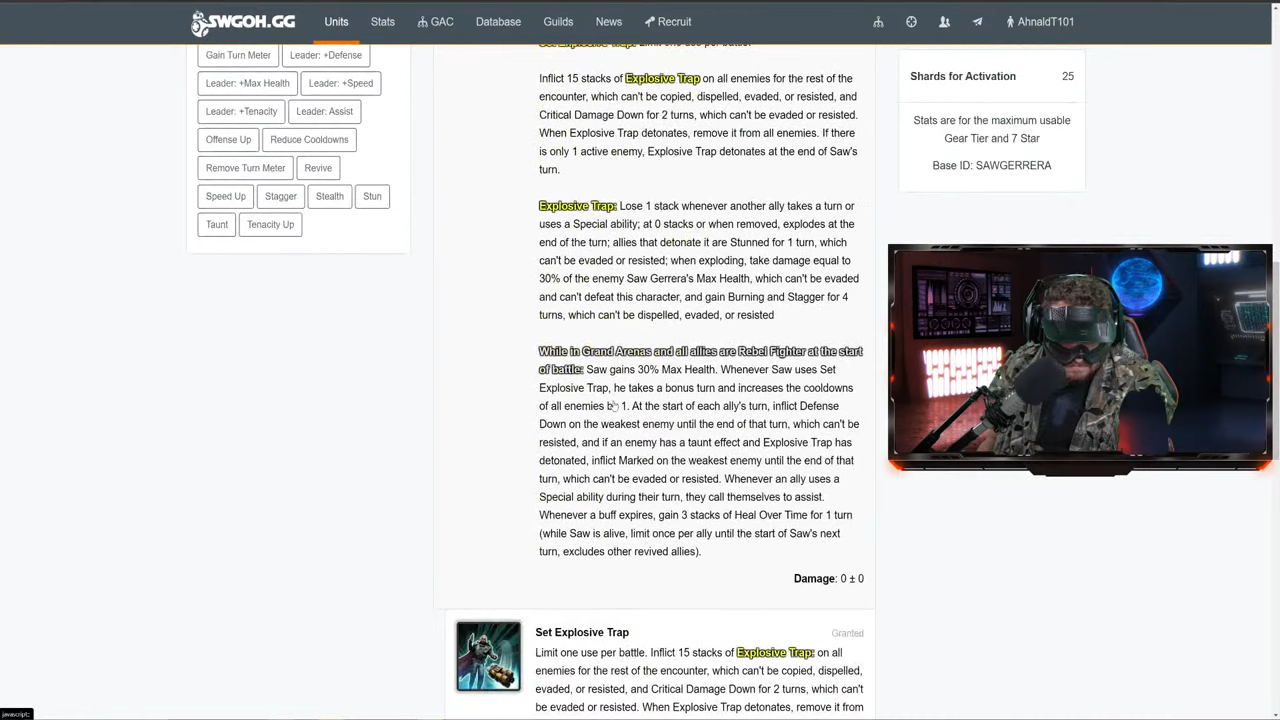 SWGOH.GG
Units
Stats
GAC
Database
Guilds
News
Recruit
AhnaldT101
Gain Turn Meter
Leader: +Defense
Leader: +Max Health
Leader: +Speed
Leader: +Tenacity
Leader: Assist
Offense Up
Reduce Cooldowns
Remove Turn Meter
Revive
Speed Up
Stagger
Stealth
Stun
Taunt
Tenacity Up
Set Explosive Trap: Limit one use per battle.
Inflict 15 stacks of Explosive Trap on all enemies for the rest of the
encounter, which can't be copied, dispelled, evaded, or resisted, and
Critical Damage Down for 2 turns, which can't be evaded or resisted.
When Explosive Trap detonates, remove it from all enemies. If there
is only 1 active enemy, Explosive Trap detonates at the end of Saw's
turn.
Explosive Trap: Lose 1 stack whenever another ally takes a turn or
uses a Special ability; at 0 stacks or when removed, explodes at the
end of the turn; allies that detonate it are Stunned for 1 turn, which
can't be evaded or resisted; when exploding, take damage equal to
30% of the enemy Saw Gerrera's Max Health, which can't be evaded
and can't defeat this character, and gain Burning and Stagger for 4
turns, which can't be dispelled, evaded, or resisted
While in Grand Arenas and all allies are Rebel Fighter at the start
of battle: Saw gains 30% Max Health. Whenever Saw uses Set
Explosive Trap, he takes a bonus turn and increases the cooldowns
of all enemies by 1. At the start of each ally's turn, inflict Defense
Down on the weakest enemy until the end of that turn, which can't be
resisted, and if an enemy has a taunt effect and Explosive Trap has
detonated, inflict Marked on the weakest enemy until the end of that
turn, which can't be evaded or resisted. Whenever an ally uses a
Special ability during their turn, they call themselves to assist.
Whenever a buff expires, gain 3 stacks of Heal Over Time for 1 turn
(while Saw is alive, limit once per ally until the start of Saw's next
turn, excludes other revived allies).
Damage: 0 ± 0
Set Explosive Trap
Granted
Limit one use per battle. Inflict 15 stacks of Explosive Trap: on all
enemies for the rest of the encounter, which can't be copied, dispelled,
evaded, or resisted, and Critical Damage Down for 2 turns, which can't
be evaded or resisted. When Explosive Trap detonates, remove it from
Shards for Activation
25
Stats are for the maximum usable
Gear Tier and 7 Star
Base ID: SAWGERRERA
javascript:;